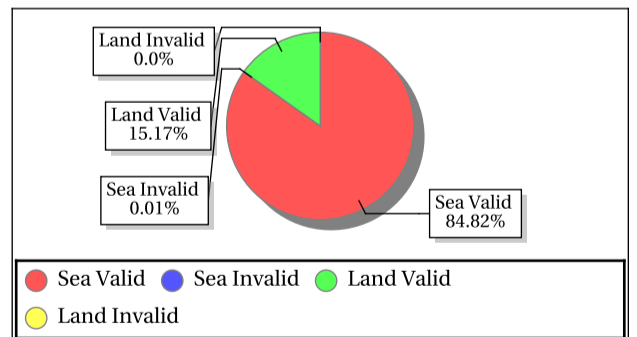 Land Invalid
0.0%
Land Valid
15.17%
Sea Invalid
0.01%
Sea Valid
84.82%
Sea Valid Sea Invalid Land Valid
Land Invalid